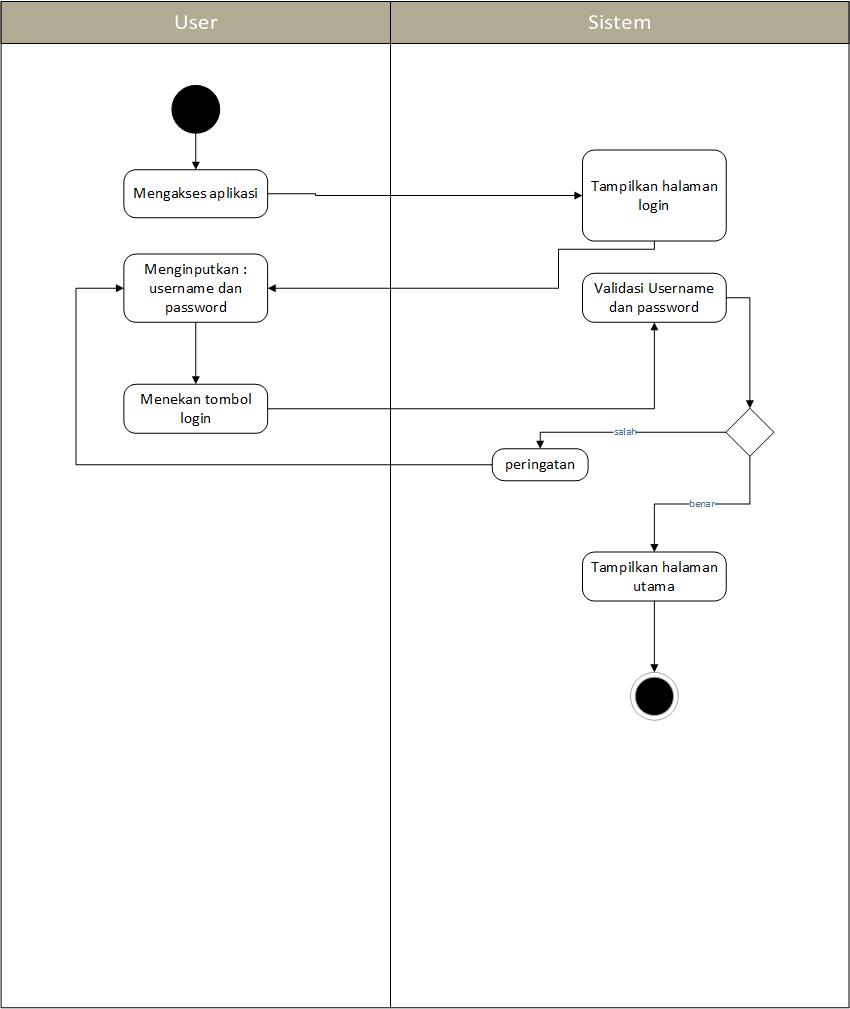 User
Sistem
Mengakses aplikasi
Tampilkan halaman
login
Menginputkan :
username dan
password
Validasi Username
dan password
Menekan tombol
login
salah
peringatan
benar
Tampilkan halaman
utama